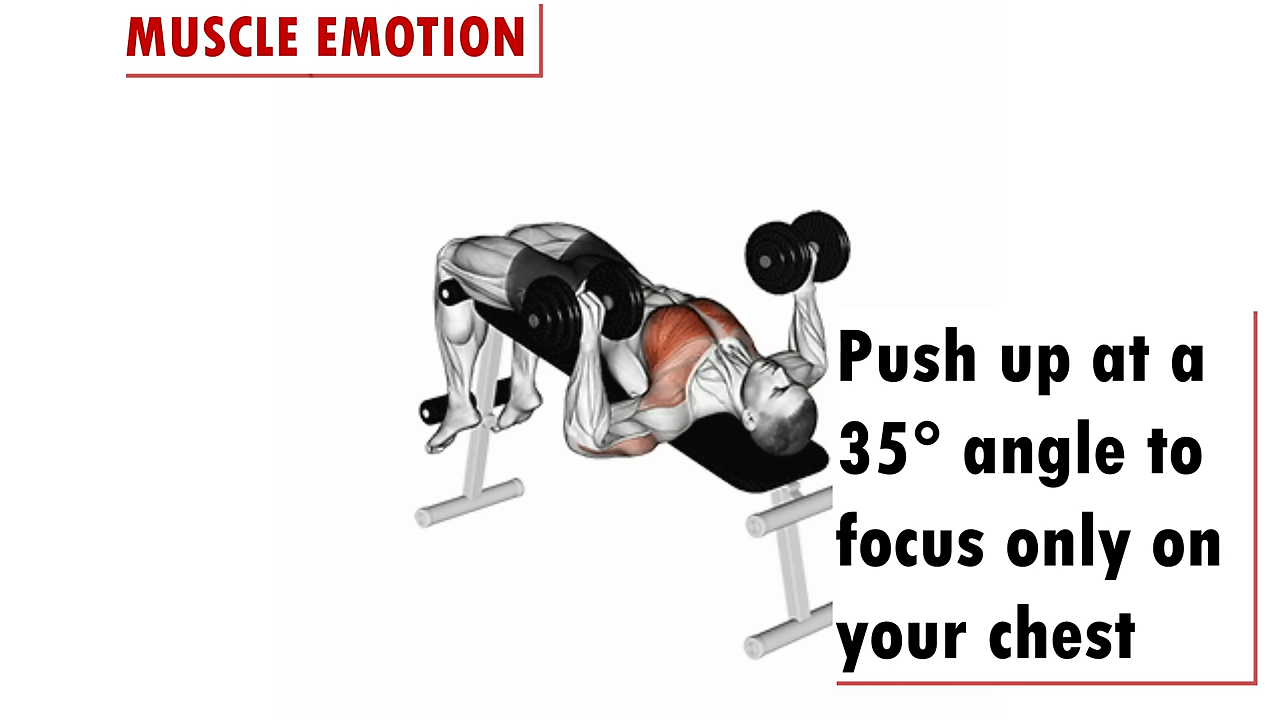 MUSCLE EMOTION
Push up at a
35° angle to
focus only on
your chest